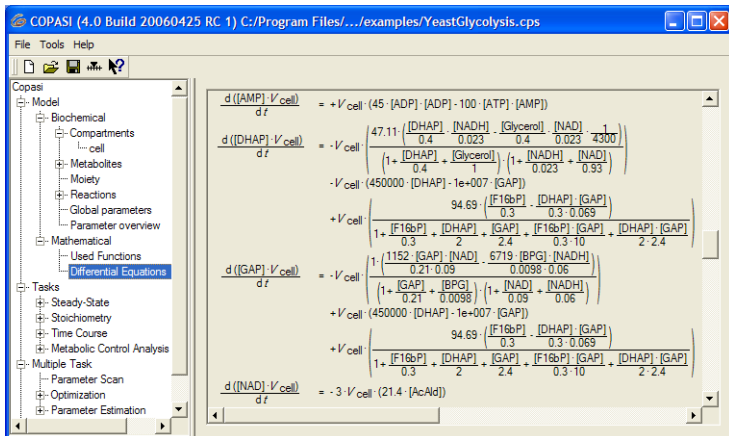 COPASI (4.0 Build 20060425 RC 1) C:/Program Files/.../examples/YeastGlycolysis.cps
File Tools Help
Copasi
Model
Biochemical
Compartments
cell
Metabolites
Moiety
Reactions
Global parameters
Parameter overview
Mathematical
Used Functions
Differential Equations
Tasks
Steady-State
Stoichiometry
Time Course
Metabolic Control Analysis
Multiple Task
Parameter Scan
Optimization
Parameter Estimation
d([AMP]·V cell)
dt
= +V cell·(45·[ADP]·[ADP] - 100·[ATP]·[AMP])
d([DHAP]·V cell)
dt
= -V cell·
47.11·([DHAP]/0.4·[NADH]/0.023 - [Glycerol]/0.4·[NAD]/0.023·1/4300)
(1+[DHAP]/0.4+[Glycerol]/1)·(1+[NADH]/0.023+[NAD]/0.93)
-V cell·(450000·[DHAP] - 1e+007·[GAP])
+V cell·
94.69·([F16bP]/0.3 - [DHAP]·[GAP]/0.3·0.069)
1+[F16bP]/0.3+[DHAP]/2+[GAP]/2.4+[F16bP]·[GAP]/0.3·10+[DHAP]·[GAP]/2·2.4
d([GAP]·V cell)
dt
= -V cell·
1·(1152·[GAP]·[NAD]/0.21·0.09 - 6719·[BPG]·[NADH]/0.0098·0.06)
(1+[GAP]/0.21+[BPG]/0.0098)·(1+[NAD]/0.09+[NADH]/0.06)
+V cell·(450000·[DHAP] - 1e+007·[GAP])
+V cell·
94.69·([F16bP]/0.3 - [DHAP]·[GAP]/0.3·0.069)
1+[F16bP]/0.3+[DHAP]/2+[GAP]/2.4+[F16bP]·[GAP]/0.3·10+[DHAP]·[GAP]/2·2.4
d([NAD]·V cell)
dt
= - 3·V cell·(21.4·[AcAld])